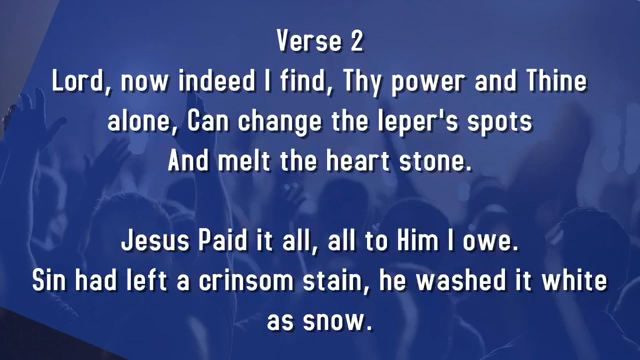 Verse 2
Lord, now indeed I find, Thy power and Thine
alone, Can change the leper's spots
And melt the heart stone.
Jesus Paid it all, all to Him I owe.
Sin had left a crinsom stain, he washed it white
as snow.